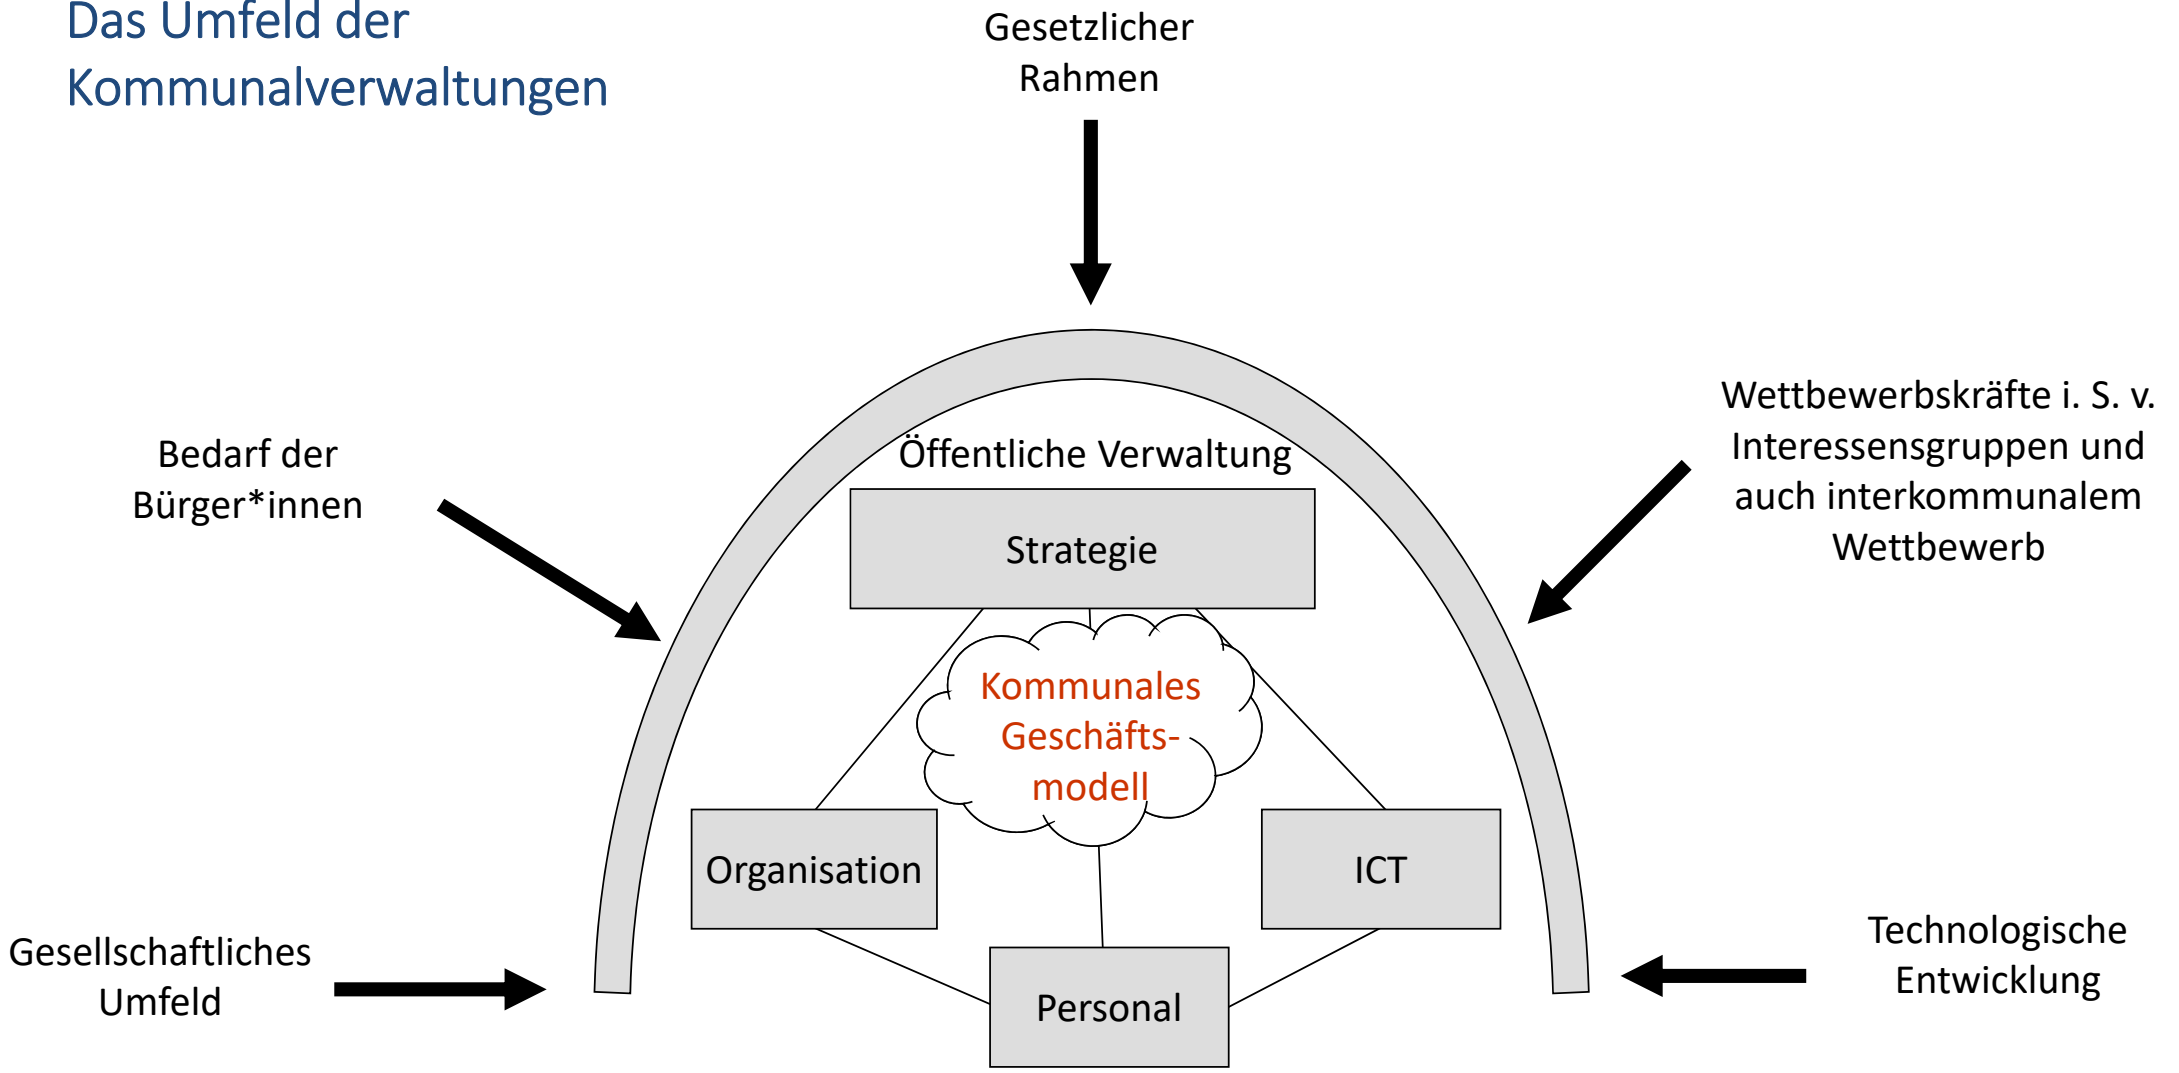 Das Umfeld der
Kommunalverwaltungen
Gesetzlicher
Rahmen
Bedarf der
Bürger*innen
Wettbewerbskräfte i. S. v.
Interessensgruppen und
auch interkommunalem
Wettbewerb
Öffentliche Verwaltung
Strategie
Kommunales
Geschäfts-
modell
Organisation
ICT
Personal
Gesellschaftliches
Umfeld
Technologische
Entwicklung